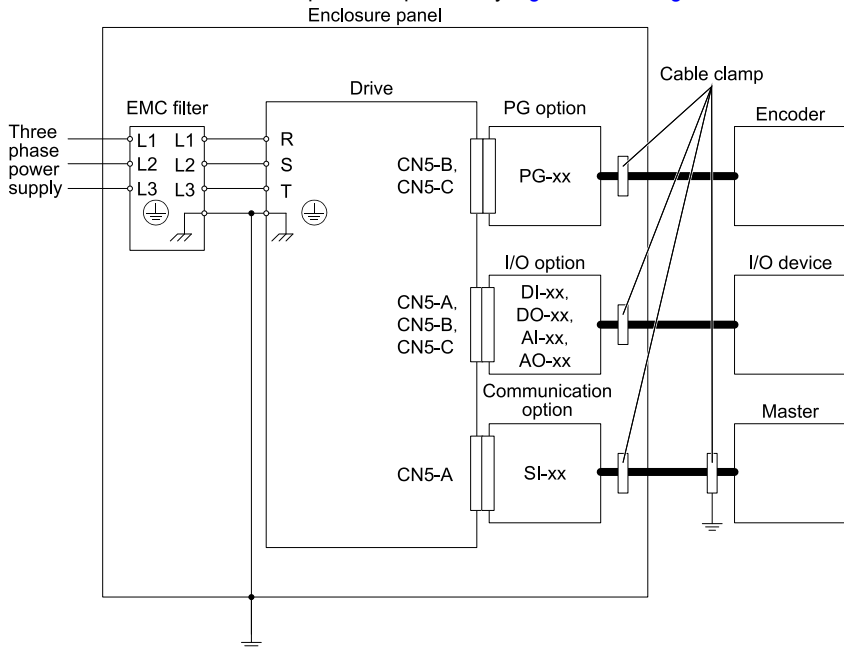 Enclosure panel
Cable clamp
Drive
EMC filter
PG option
Encoder
Three
phase
power
supply
L1 L1
L2 L2
L3 L3
R
S
T
CN5-B,
CN5-C
PG-xx
I/O option
I/O device
CN5-A,
CN5-B,
CN5-C
DI-xx,
DO-xx,
AI-xx,
AO-xx
Communication
option
Master
CN5-A
SI-xx